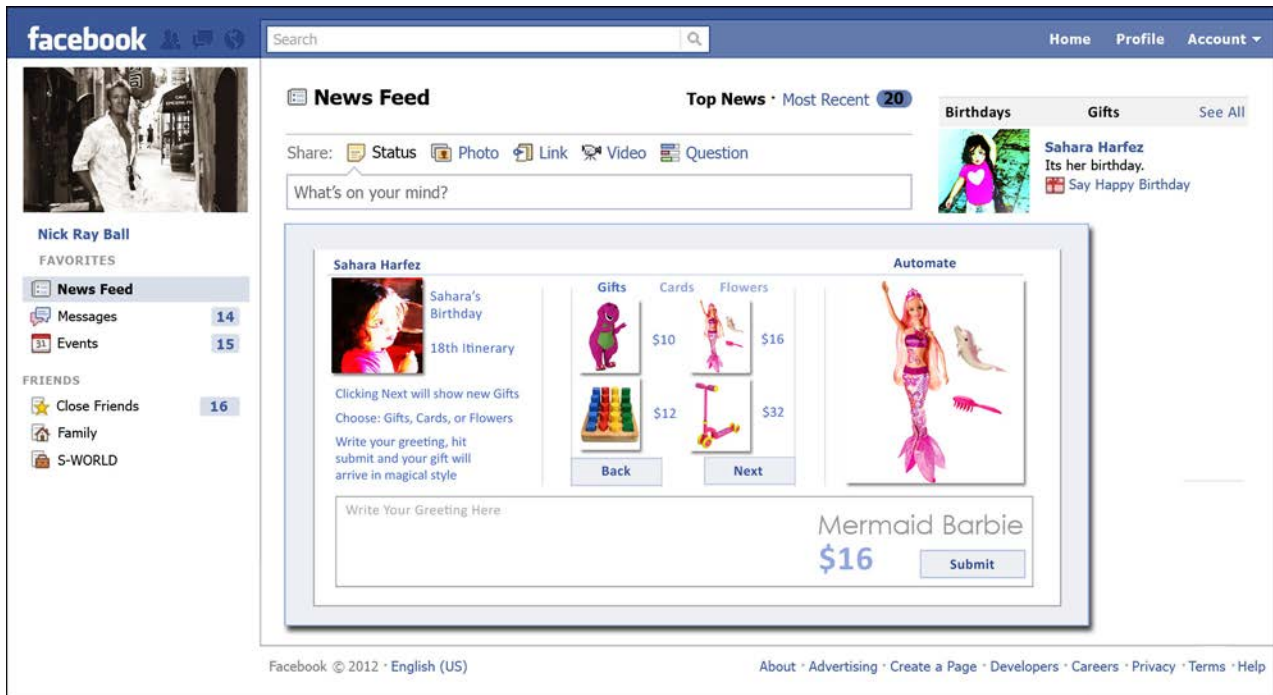 facebook
Search
Home Profile Account
News Feed
Top News · Most Recent 20
Share: Status Photo Link Video Question
What's on your mind?
Birthdays Gifts See All
Sahara Harfez
Its her birthday.
Say Happy Birthday
Nick Ray Ball
FAVORITES
News Feed
Messages 14
31 Events 15
FRIENDS
Close Friends 16
Family
S-WORLD
Sahara Harfez
Sahara's
Birthday
18th Itinerary
Clicking Next will show new Gifts
Choose: Gifts, Cards, or Flowers
Write your greeting, hit
submit and your gift will
arrive in magical style
Gifts Cards Flowers
$10 $16
$12 $32
Back Next
Automate
Write Your Greeting Here
Mermaid Barbie
$16 Submit
Facebook © 2012 · English (US)
About · Advertising · Create a Page · Developers · Careers · Privacy · Terms · Help